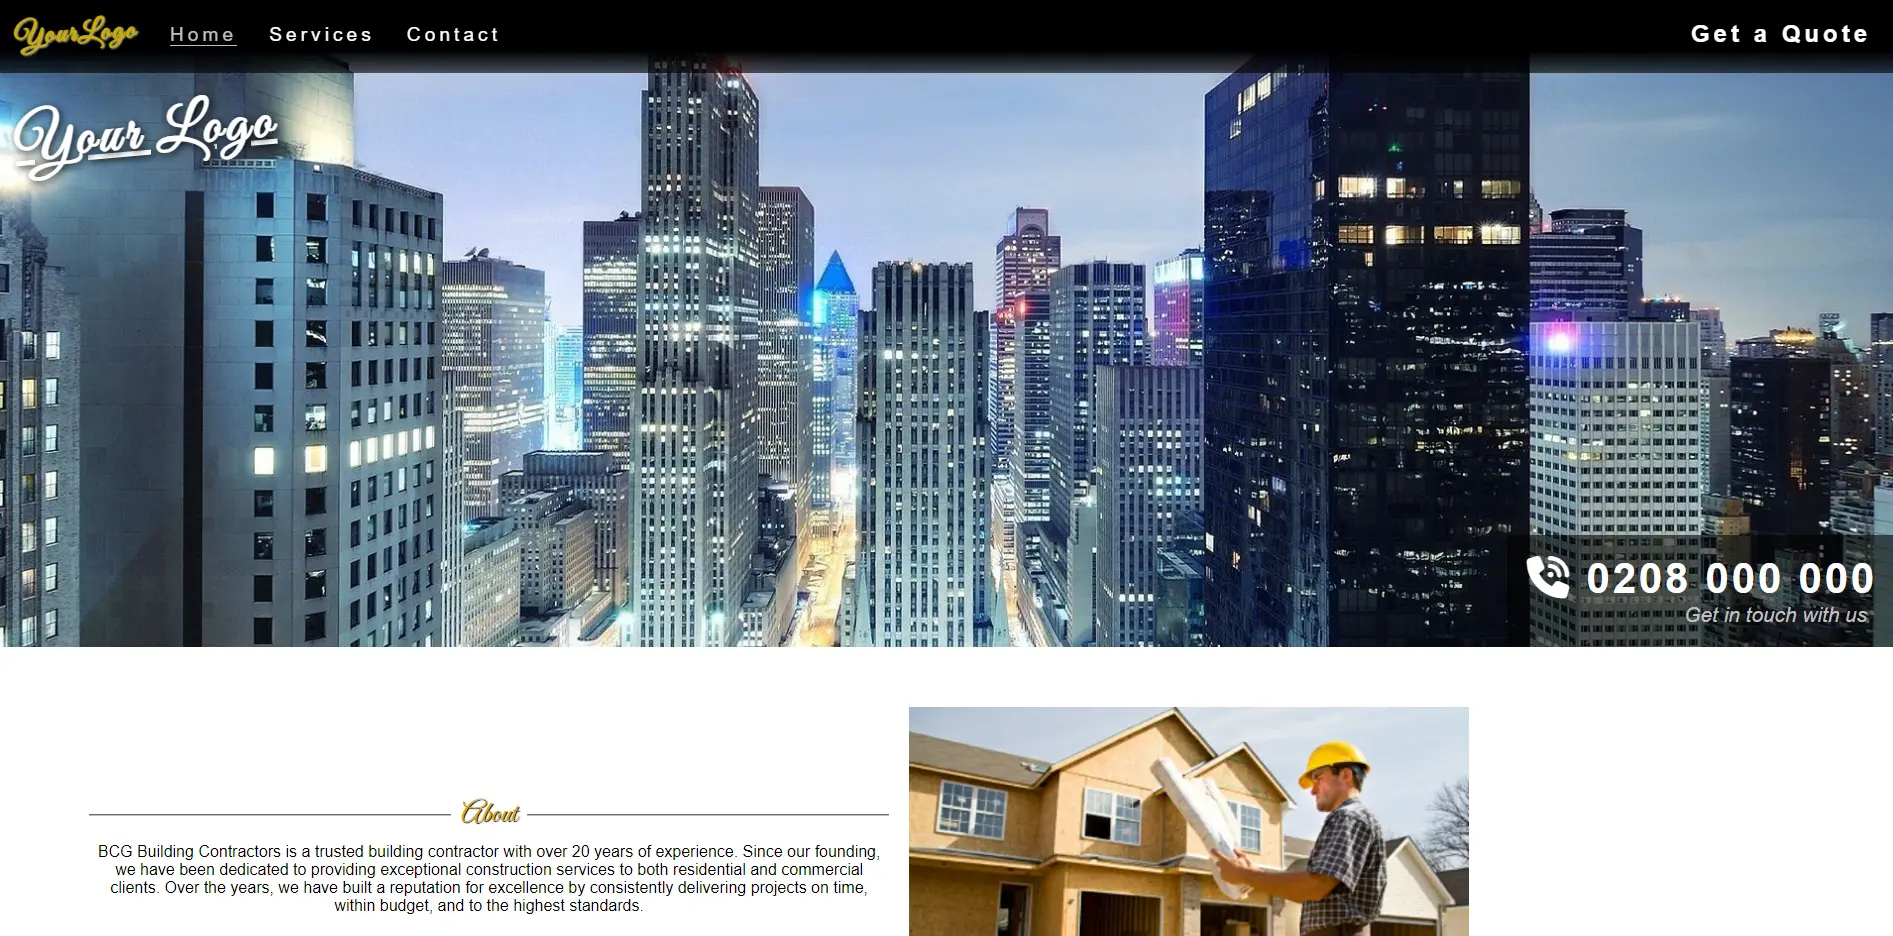 YourLogo
Home Services Contact
Get a Quote
Your Logo
0208 000 000
Get in touch with us
About
BCG Building Contractors is a trusted building contractor with over 20 years of experience. Since our founding,
we have been dedicated to providing exceptional construction services to both residential and commercial
clients. Over the years, we have built a reputation for excellence by consistently delivering projects on time,
within budget, and to the highest standards.